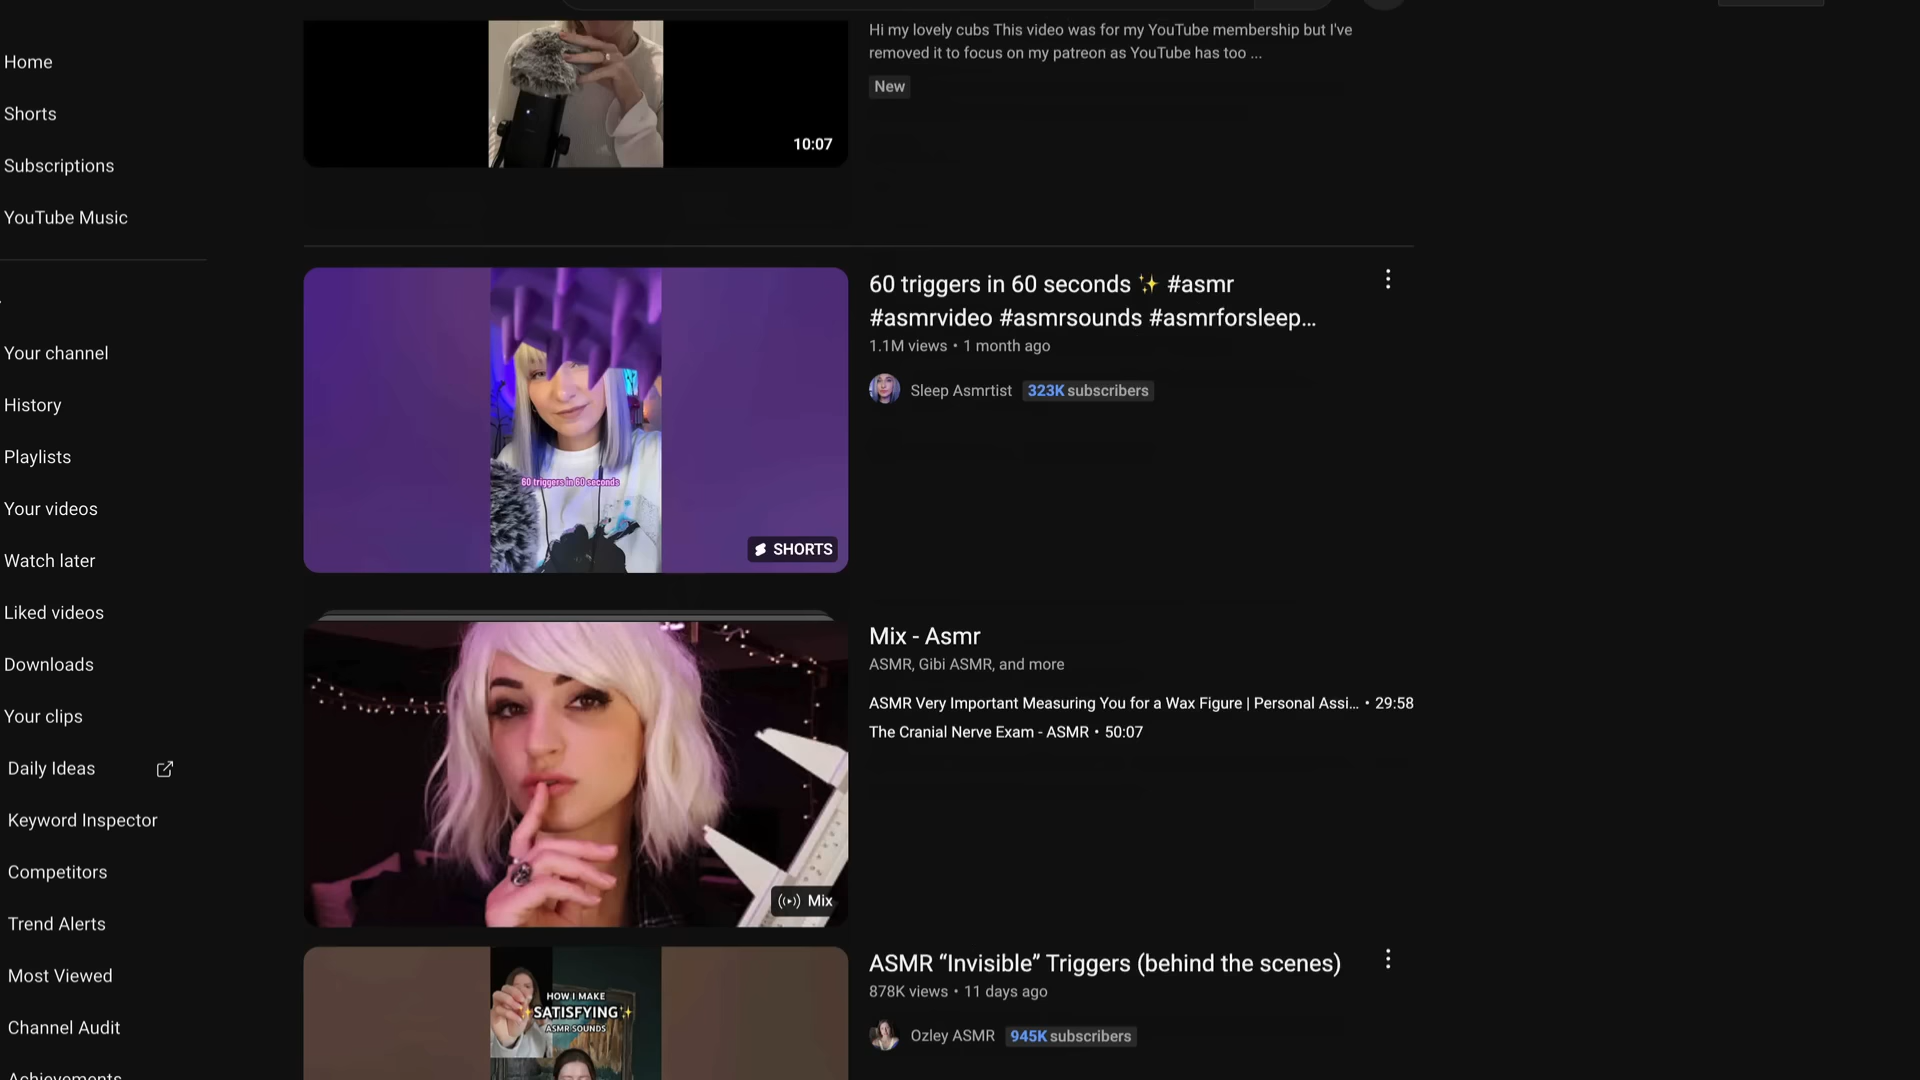 Home
Shorts
Subscriptions
YouTube Music
Your channel
History
Playlists
Your videos
Watch later
Liked videos
Downloads
Your clips
Daily Ideas
Keyword Inspector
Competitors
Trend Alerts
Most Viewed
Channel Audit
Achievements
10:07
Hi my lovely cubs This video was for my YouTube membership but I've
removed it to focus on my patreon as YouTube has too ...
New
60 triggers in 60 seconds
SHORTS
60 triggers in 60 seconds ✨ #asmr
#asmrvideo #asmrsounds #asmrforsleep...
1.1M views • 1 month ago
Sleep Asmrtist 323K subscribers
Mix
Mix - Asmr
ASMR, Gibi ASMR, and more
ASMR Very Important Measuring You for a Wax Figure | Personal Assi... • 29:58
The Cranial Nerve Exam - ASMR • 50:07
HOW I MAKE
✨SATISFYING✨
ASMR SOUNDS
ASMR “Invisible” Triggers (behind the scenes)
878K views • 11 days ago
Ozley ASMR 945K subscribers